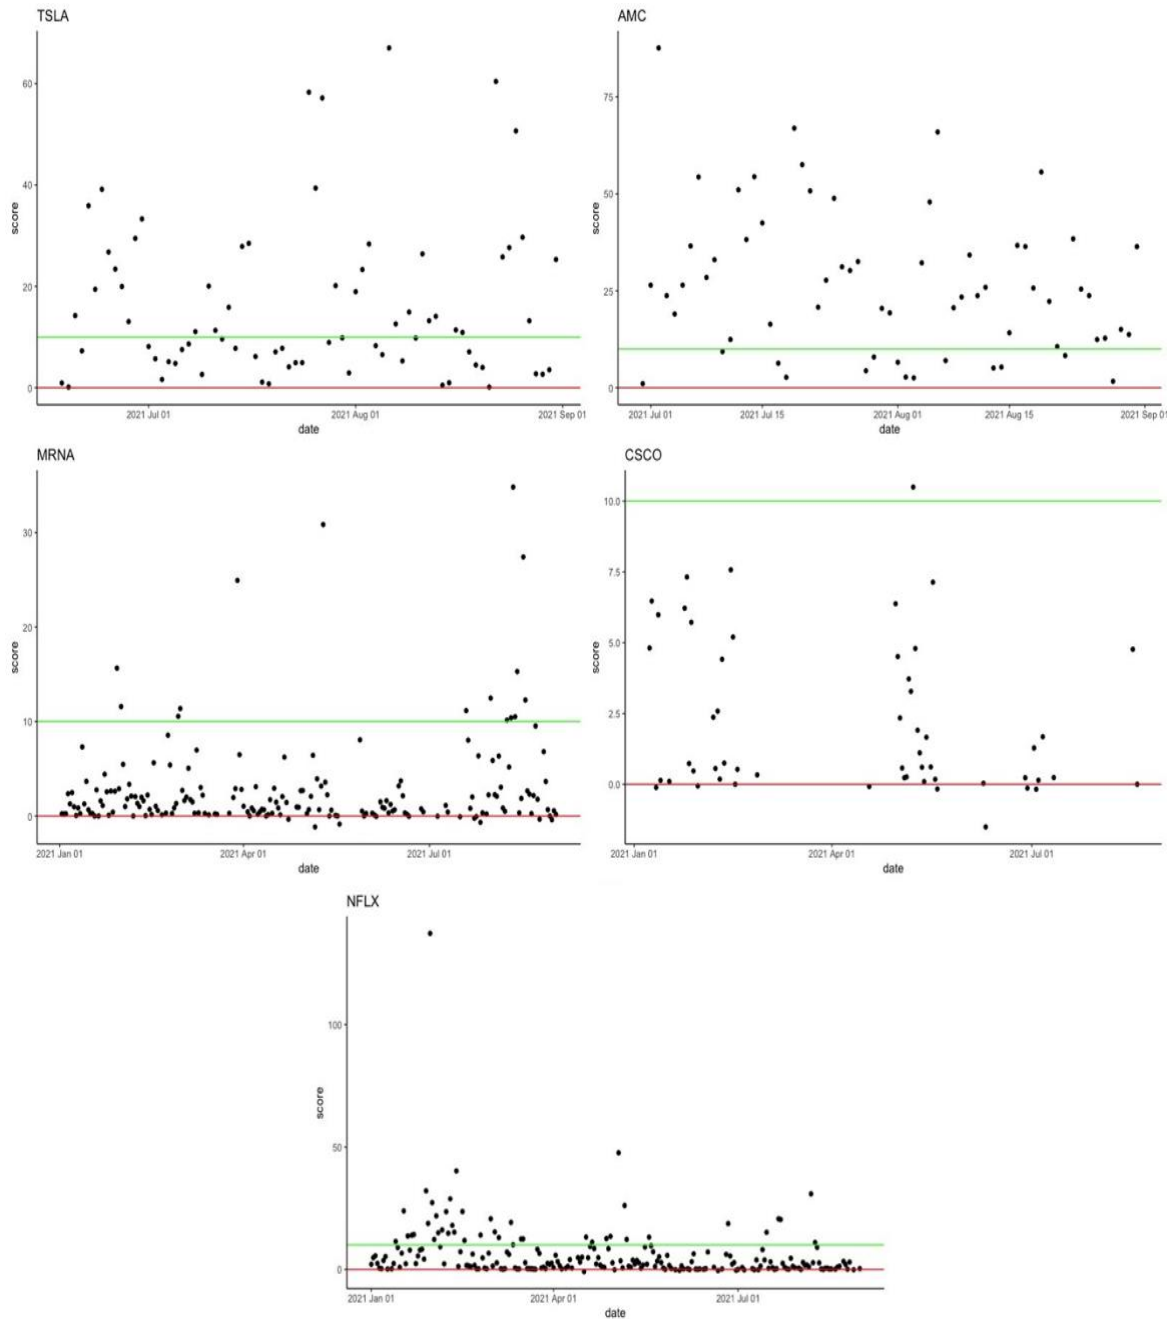 TSLA
60
40
20
0
score
2021 Jul 01
2021 Aug 01
2021 Sep 01
date
AMC
75
50
25
0
score
2021 Jul 01
2021 Jul 15
2021 Aug 01
2021 Aug 15
2021 Sep 01
date
MRNA
30
20
10
0
score
2021 Jan 01
2021 Apr 01
2021 Jul 01
date
CSCO
10.0
7.5
5.0
2.5
0.0
score
2021 Jan 01
2021 Apr 01
2021 Jul 01
date
NFLX
100
50
0
score
2021 Jan 01
2021 Apr 01
2021 Jul 01
date